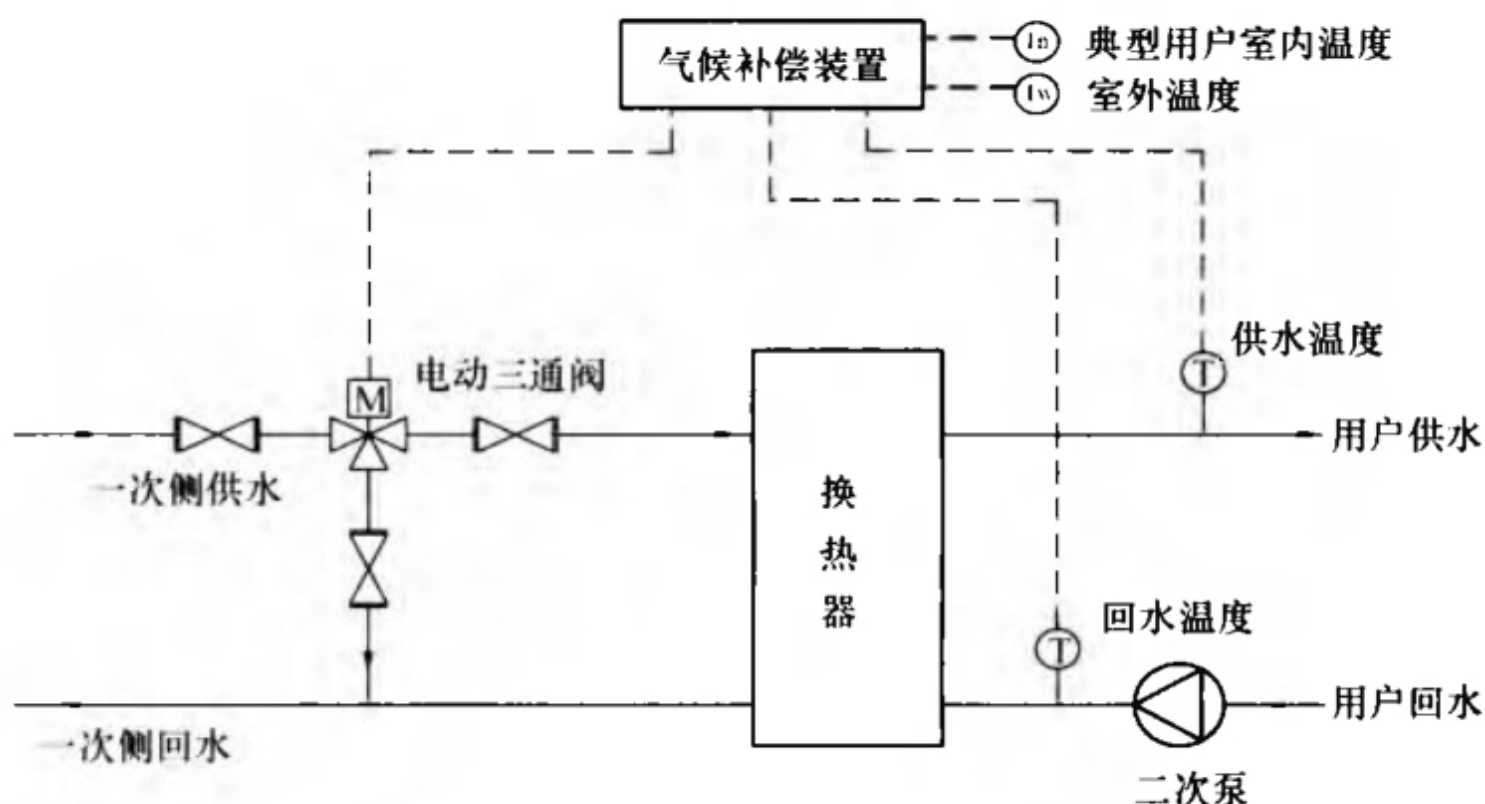 气候补偿装置
tn 典型用户室内温度
tw 室外温度
供水温度
T
电动三通阀
M
用户供水
一次侧供水
换热器
回水温度
T
用户回水
一次侧回水
二次泵